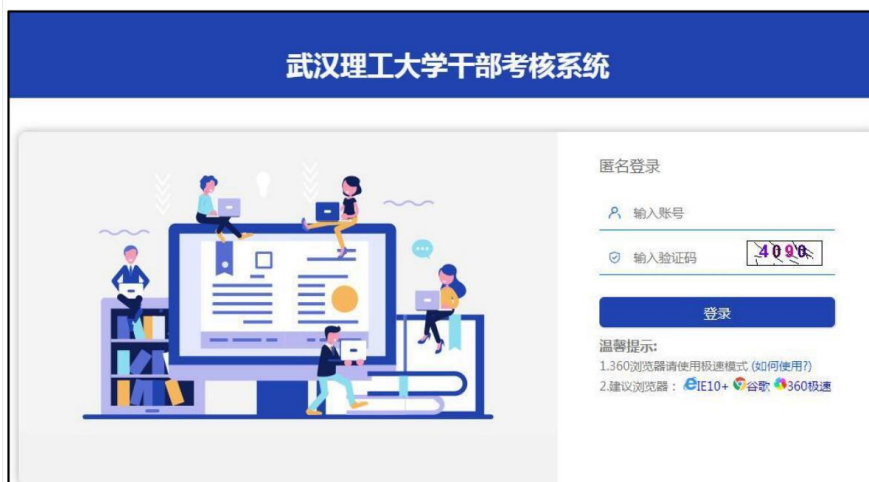 武汉理工大学干部考核系统
匿名登录
输入账号
输入验证码 4090
登录
温馨提示:
1.360浏览器请使用极速模式 (如何使用?)
2.建议浏览器： IE10+ 谷歌 360极速